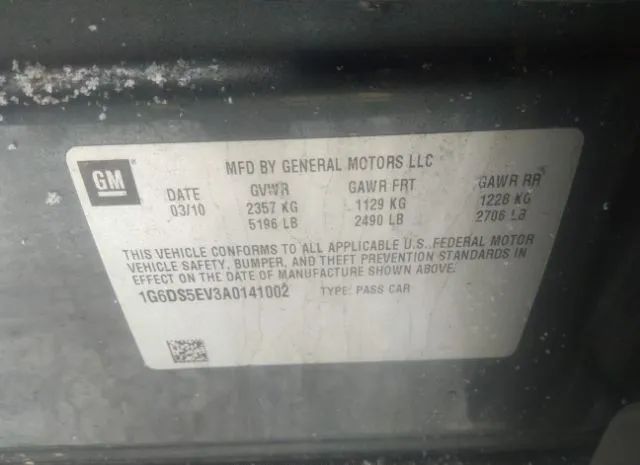 GM
MFD BY GENERAL MOTORS LLC
DATE GVWR GAWR FRT GAWR RR
03/10 2357 KG 1129 KG 1228 KG
5196 LB 2490 LB 2706 LB
THIS VEHICLE CONFORMS TO ALL APPLICABLE U.S. FEDERAL MOTOR
VEHICLE SAFETY, BUMPER, AND THEFT PREVENTION STANDARDS IN
EFFECT ON THE DATE OF MANUFACTURE SHOWN ABOVE.
1G6DS5EV3A0141002 TYPE: PASS CAR